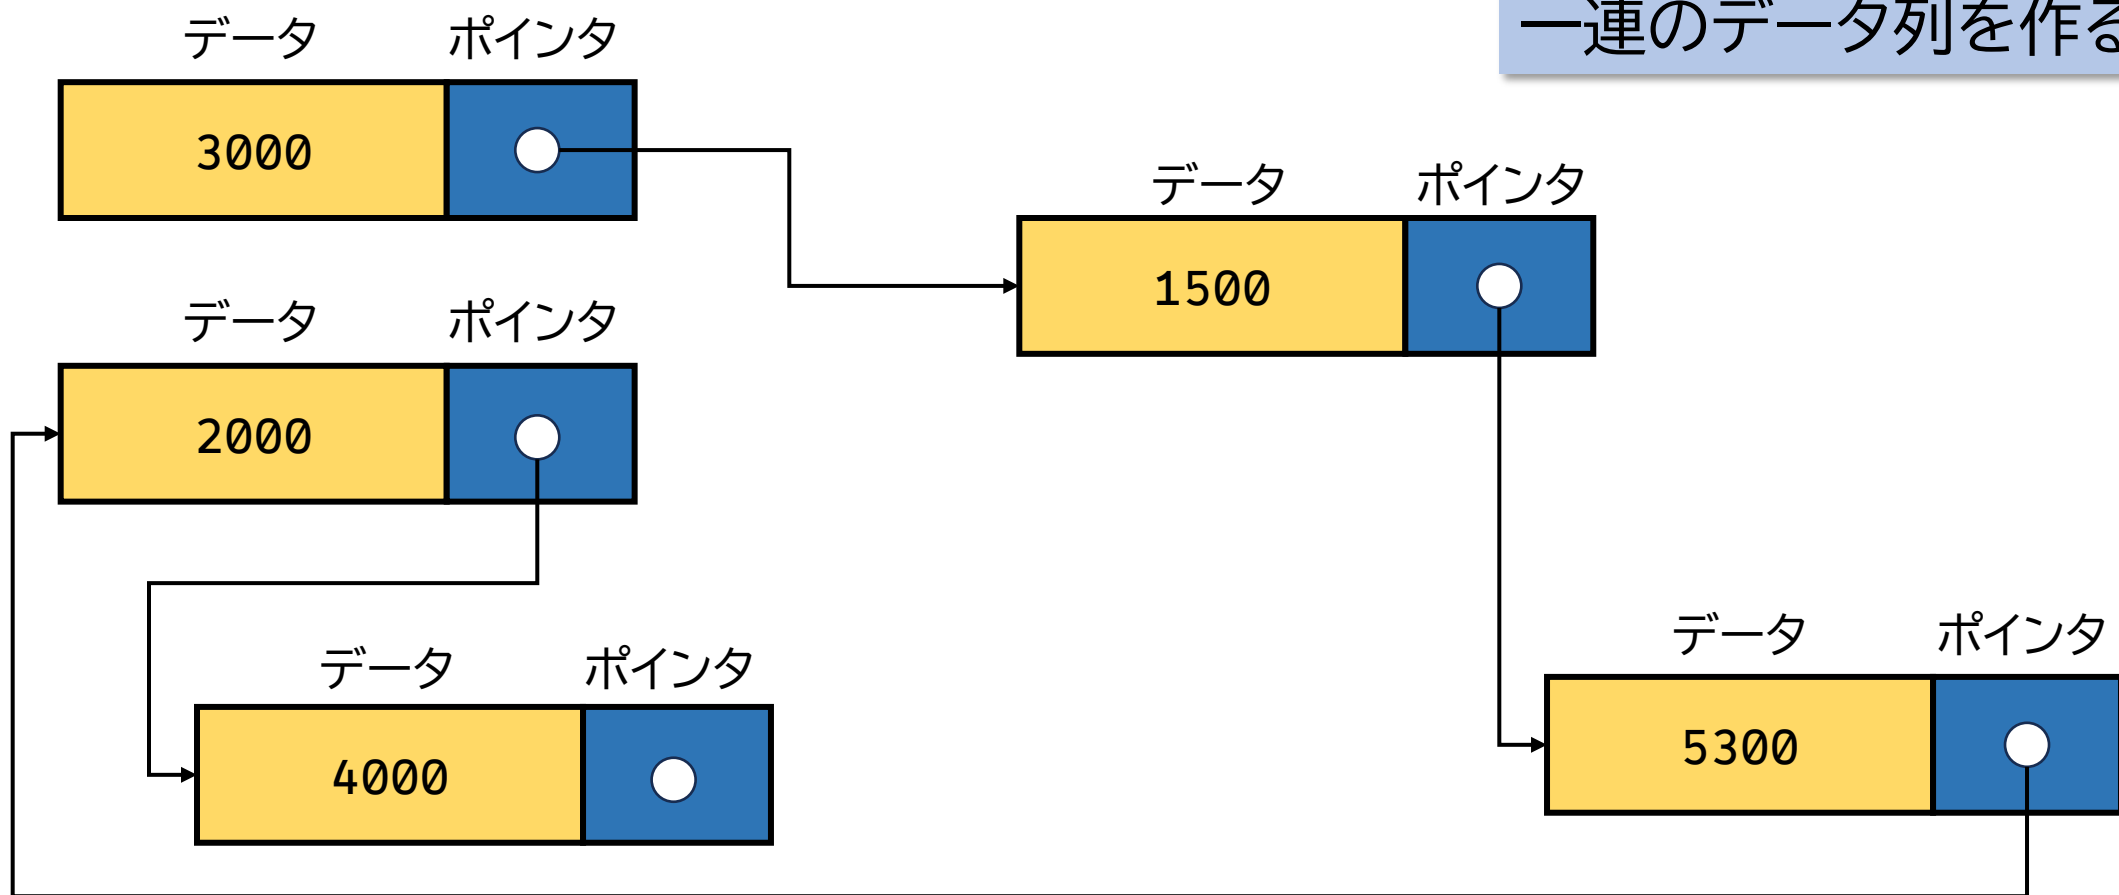 一連のデータ列を作る
データ ポインタ
3000
データ ポインタ
1500
データ ポインタ
2000
データ ポインタ
5300
データ ポインタ
4000